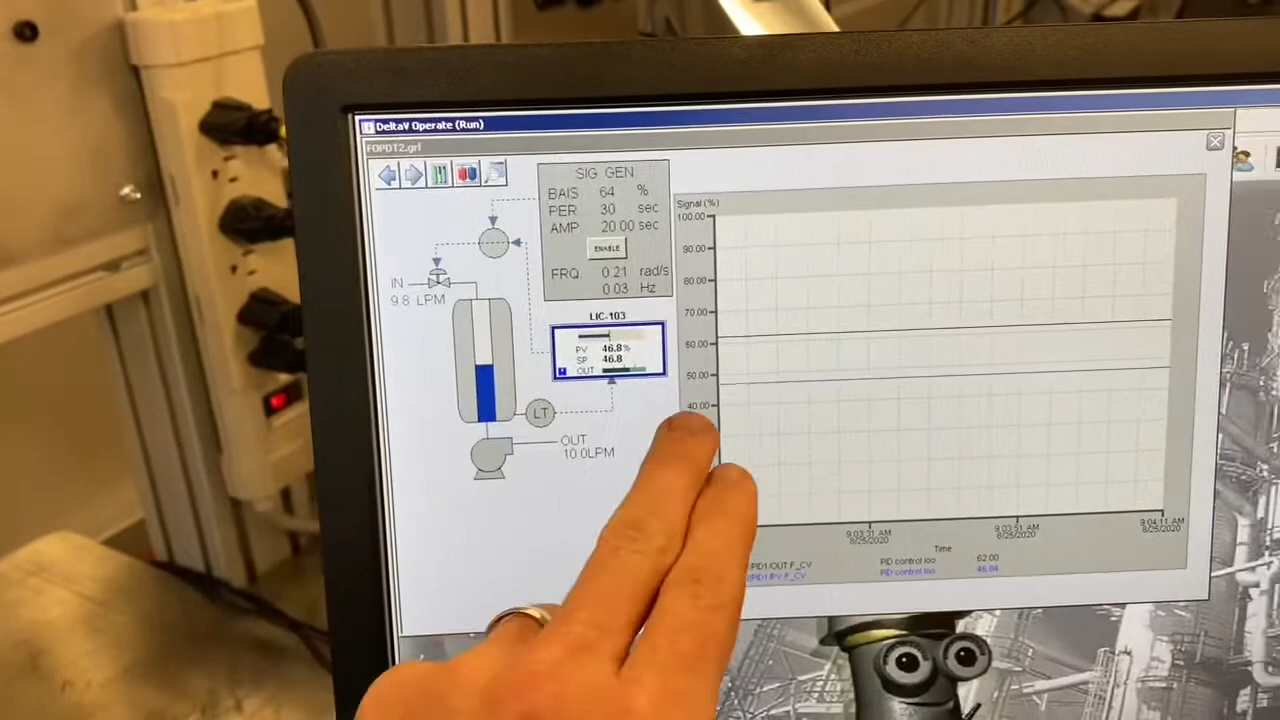 DeltaV Operate (Run)
FOPDT2.grf
SIG GEN
BAIS 64 %
PER 30 sec
AMP 20.00 sec
ENABLE
FRQ. 0.21 rad/s
0.03 Hz
IN
9.8 LPM
LIC-103
PV 46.8%
SP 46.8
OUT
LT
OUT
10.0LPM
Signal (%)
100.00
90.00
80.00
70.00
60.00
50.00
40.00
9:03:31 AM
8/25/2020
9:03:51 AM
8/25/2020
9:04:11 AM
8/25/2020
Time
PID1/OUT.F_CV PID control loo 62.00
PID1/PV.F_CV PID control loo 46.84